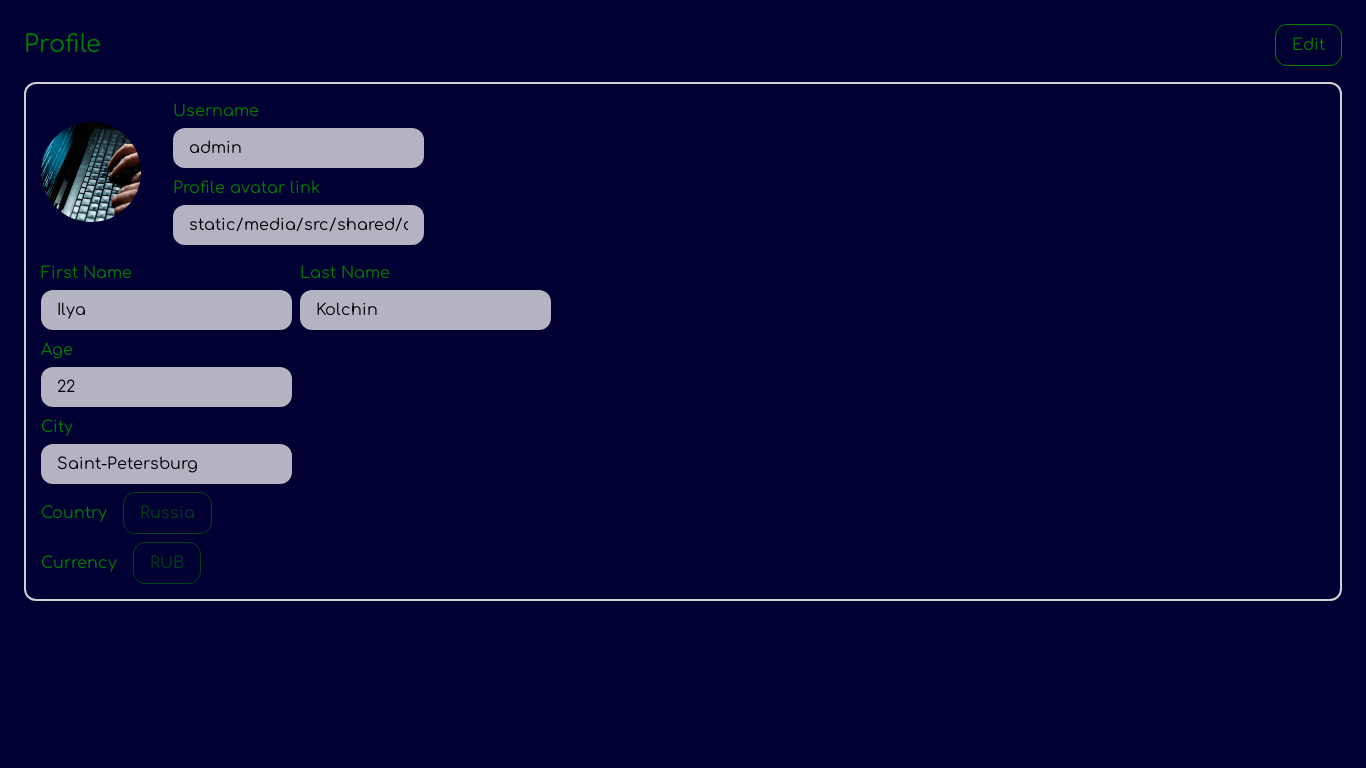 Profile
Edit
Username
admin
Profile avatar link
static/media/src/shared/
First Name
Last Name
Ilya
Kolchin
Age
22
City
Saint-Petersburg
Country
Russia
Currency
RUB